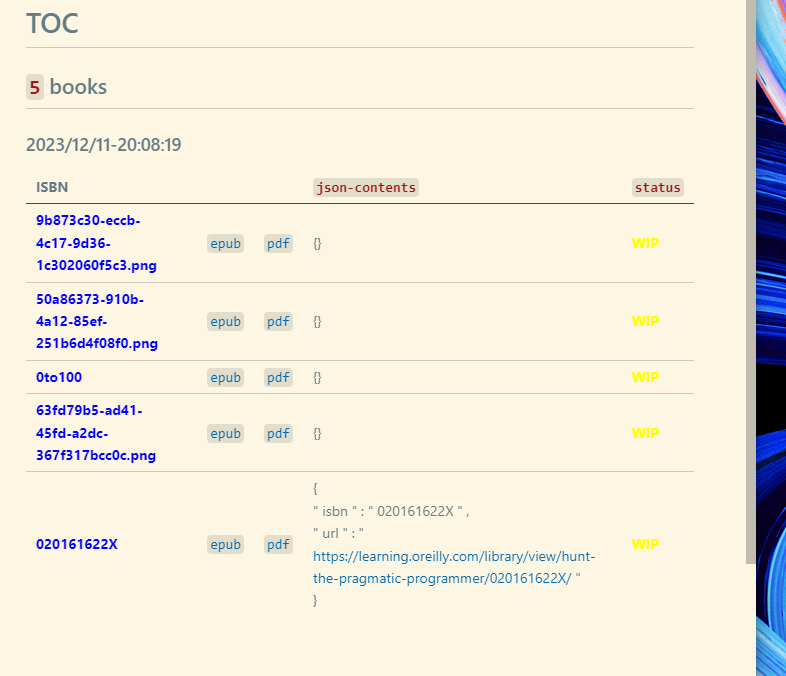 TOC
5 books
2023/12/11-20:08:19
ISBN json-contents status
9b873c30-eccb-
4c17-9d36-
1c302060f5c3.png
epub pdf {} WIP
50a86373-910b-
4a12-85ef-
251b6d4f08f0.png
epub pdf {} WIP
0to100 epub pdf {} WIP
63fd79b5-ad41-
45fd-a2dc-
367f317bcc0c.png
epub pdf {} WIP
020161622X epub pdf
{
" isbn " : " 020161622X " ,
" url " : "
https://learning.oreilly.com/library/view/hunt-
the-pragmatic-programmer/020161622X/ "
}
WIP